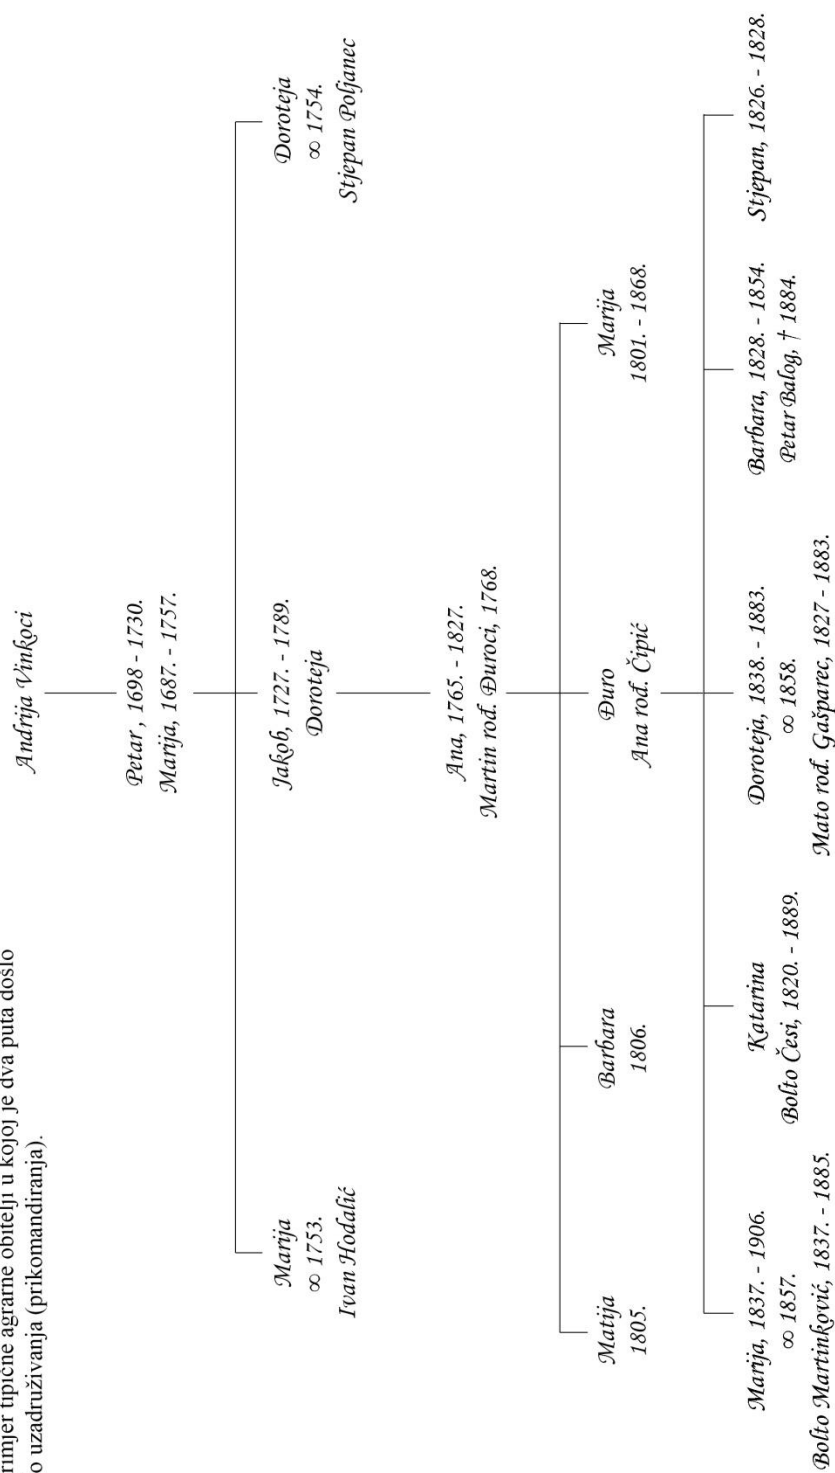 rimjer tipične agrarne obitelji u kojoj je dva puta došlo
o uzadruživanja (prikomandiranja).
Andrija Vinkoci
Petar , 1698 - 1730.
Marija, 1687. - 1757.
Marija
∞ 1753.
Ivan Hodalić
Jakob, 1727. - 1789.
Doroteja
Doroteja
∞ 1754.
Stjepan Poljanec
Ana, 1765. - 1827.
Martin rođ. Đuroci, 1768.
Matija
1805.
Barbara
1806.
Đuro
Ana rođ. Čipić
Marija
1801. - 1868.
Marija, 1837. - 1906.
∞ 1857.
Bolto Martinković, 1837. - 1885.
Katarina
Bolto Česi, 1820. - 1889.
Doroteja, 1838. - 1883.
∞ 1858.
Mato rođ. Gašparec, 1827 - 1883.
Barbara, 1828. - 1854.
Petar Balog, † 1884.
Stjepan, 1826. - 1828.